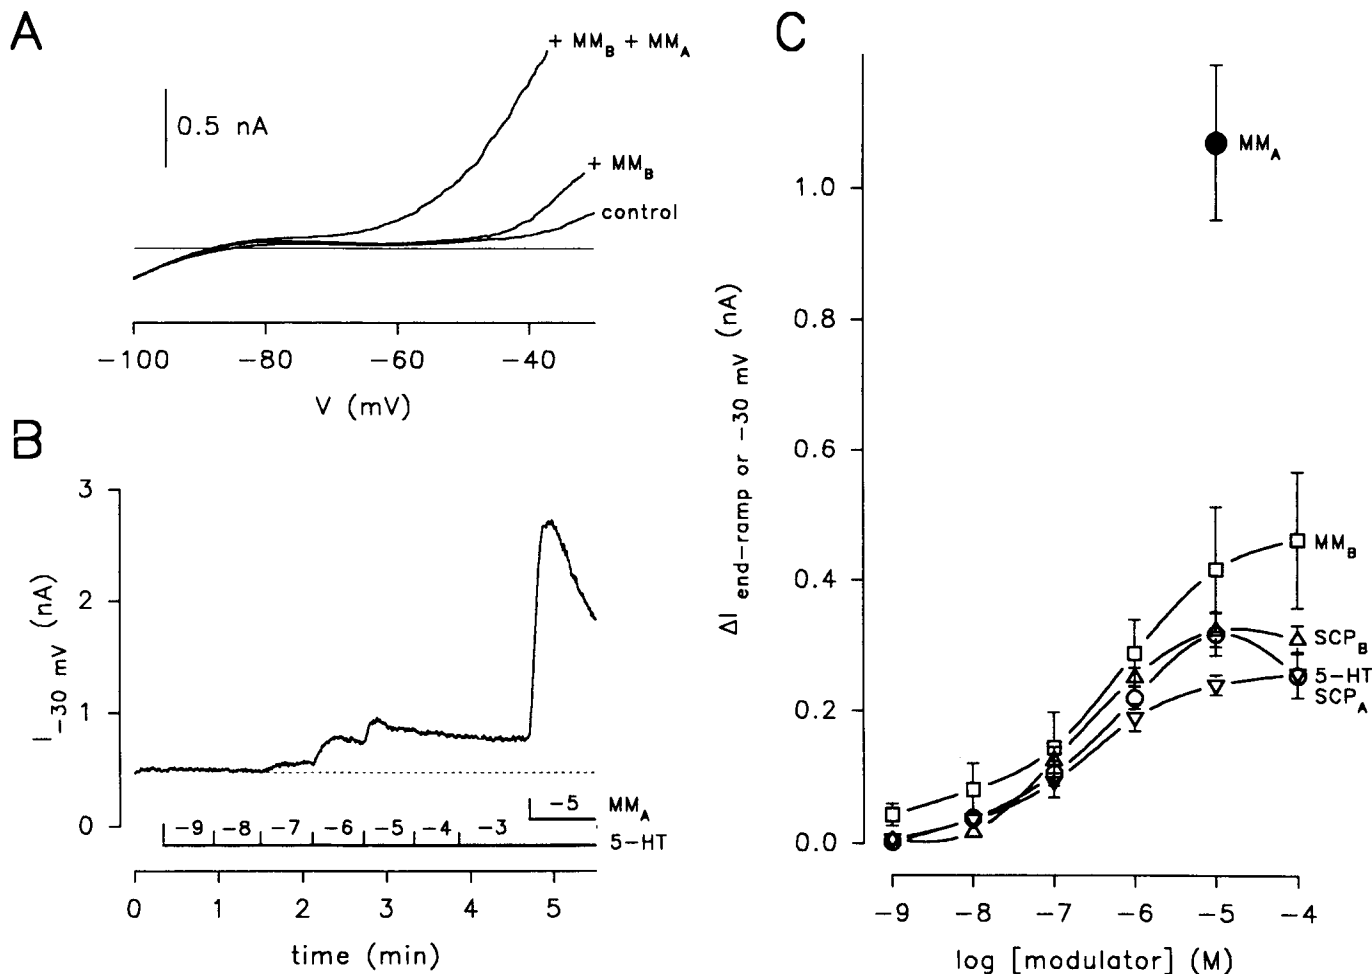 A
+ MM_B + MM_A
0.5 nA
+ MM_B
control
−100 −80 −60 −40
V (mV)
B
I_−30 mV (nA)
3
2
1
0
−5 MM_A
−9 −8 −7 −6 −5 −4 −3 5−HT
0 1 2 3 4 5
time (min)
C
ΔI end−ramp or −30 mV (nA)
1.0
0.8
0.6
0.4
0.2
0.0
MM_A
MM_B
SCP_B
5−HT
SCP_A
−9 −8 −7 −6 −5 −4
log [modulator] (M)